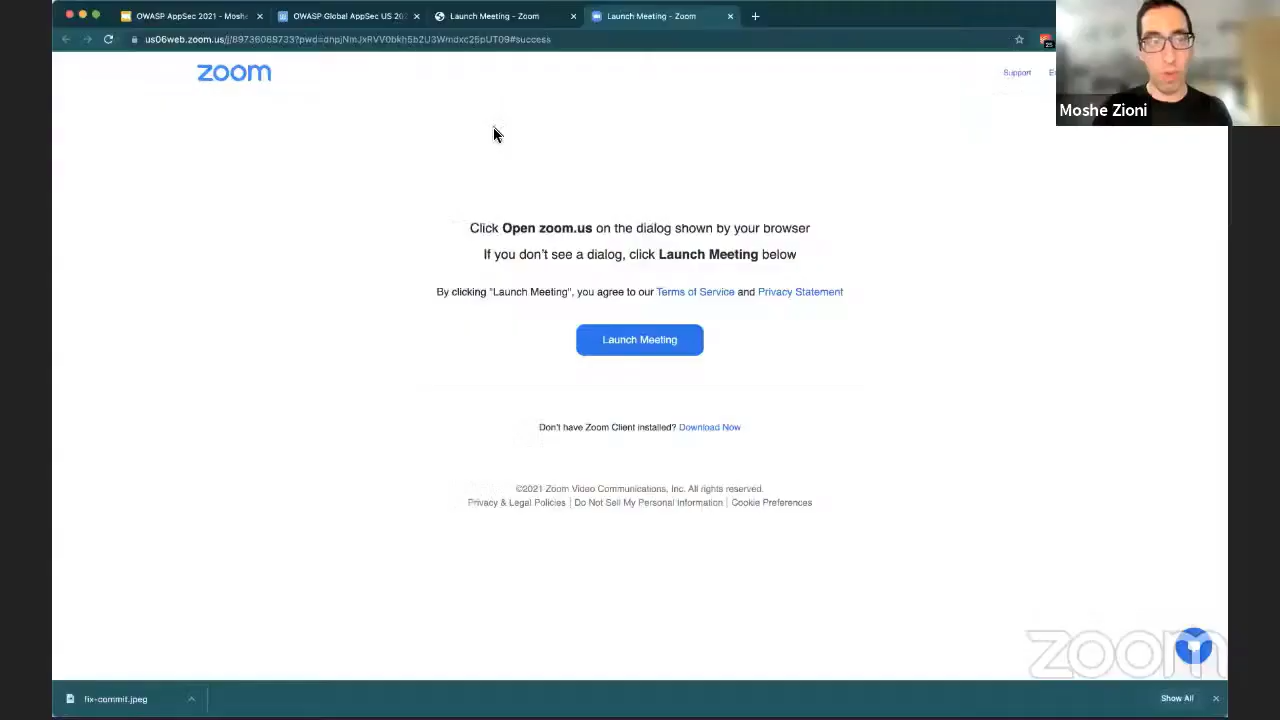 OWASP AppSec 2021 - Moshe
OWASP Global AppSec US 202
Launch Meeting - Zoom
Launch Meeting - Zoom
zoom
Support
Moshe Zioni
Click Open zoom.us on the dialog shown by your browser
If you don't see a dialog, click Launch Meeting below
By clicking "Launch Meeting", you agree to our Terms of Service and Privacy Statement
Launch Meeting
Don't have Zoom Client installed? Download Now
©2021 Zoom Video Communications, Inc. All rights reserved.
Privacy & Legal Policies | Do Not Sell My Personal Information | Cookie Preferences
zoom
fix-commit.jpeg
Show All